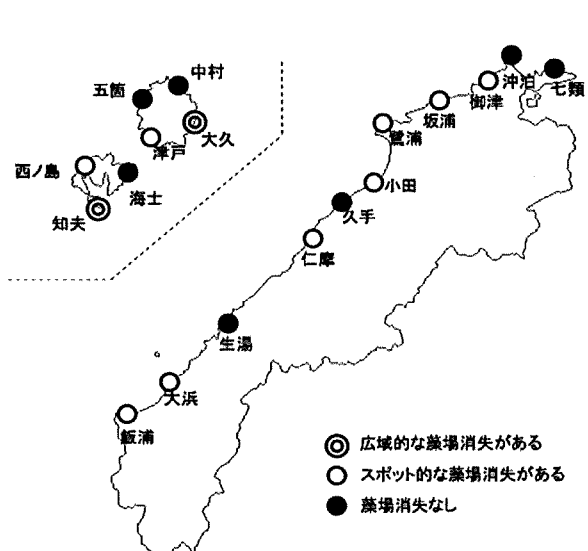 中村
五箇
大久
津戸
西ノ島
海士
知夫
沖泊
七類
御津
坂浦
鷺浦
小田
久手
仁摩
生湯
大浜
飯浦
広域的な藻場消失がある
スポット的な藻場消失がある
藻場消失なし